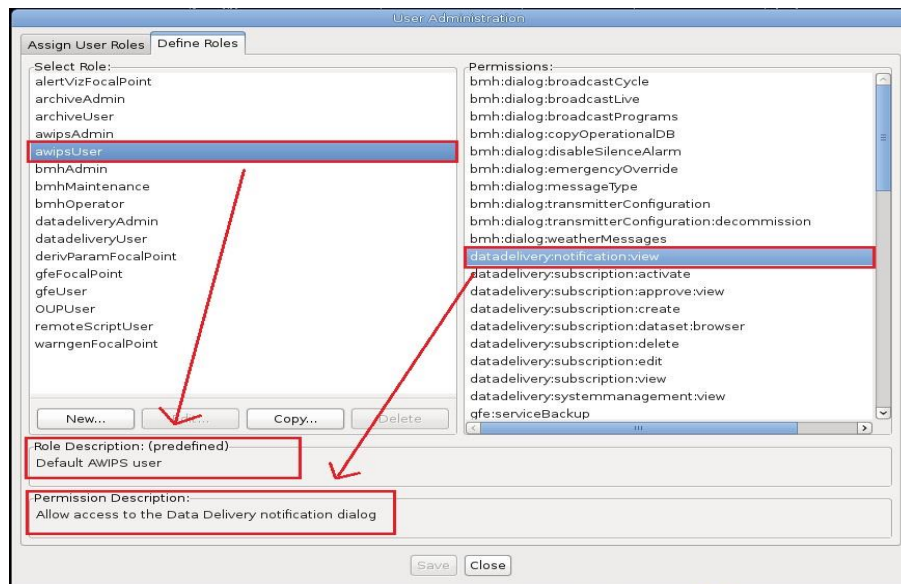 User Administration
Assign User Roles
Define Roles
Select Role:
alertVizFocalPoint
archiveAdmin
archiveUser
awipsAdmin
awipsUser
bmhAdmin
bmhMaintenance
bmhOperator
datadeliveryAdmin
datadeliveryUser
derivParamFocalPoint
gfeFocalPoint
gfeUser
OUPUser
remoteScriptUser
warngenFocalPoint
New...
Copy...
Delete
Permissions:
bmh:dialog:broadcastCycle
bmh:dialog:broadcastLive
bmh:dialog:broadcastPrograms
bmh:dialog:copyOperationalDB
bmh:dialog:disableSilenceAlarm
bmh:dialog:emergencyOverride
bmh:dialog:messageType
bmh:dialog:transmitterConfiguration
bmh:dialog:transmitterConfiguration:decommission
bmh:dialog:weatherMessages
datadelivery:notification:view
datadelivery:subscription:activate
datadelivery:subscription:approve:view
datadelivery:subscription:create
datadelivery:subscription:dataset:browser
datadelivery:subscription:delete
datadelivery:subscription:edit
datadelivery:subscription:view
datadelivery:systemmanagement:view
gfe:serviceBackup
Role Description: (predefined)
Default AWIPS user
Permission Description:
Allow access to the Data Delivery notification dialog
Save
Close